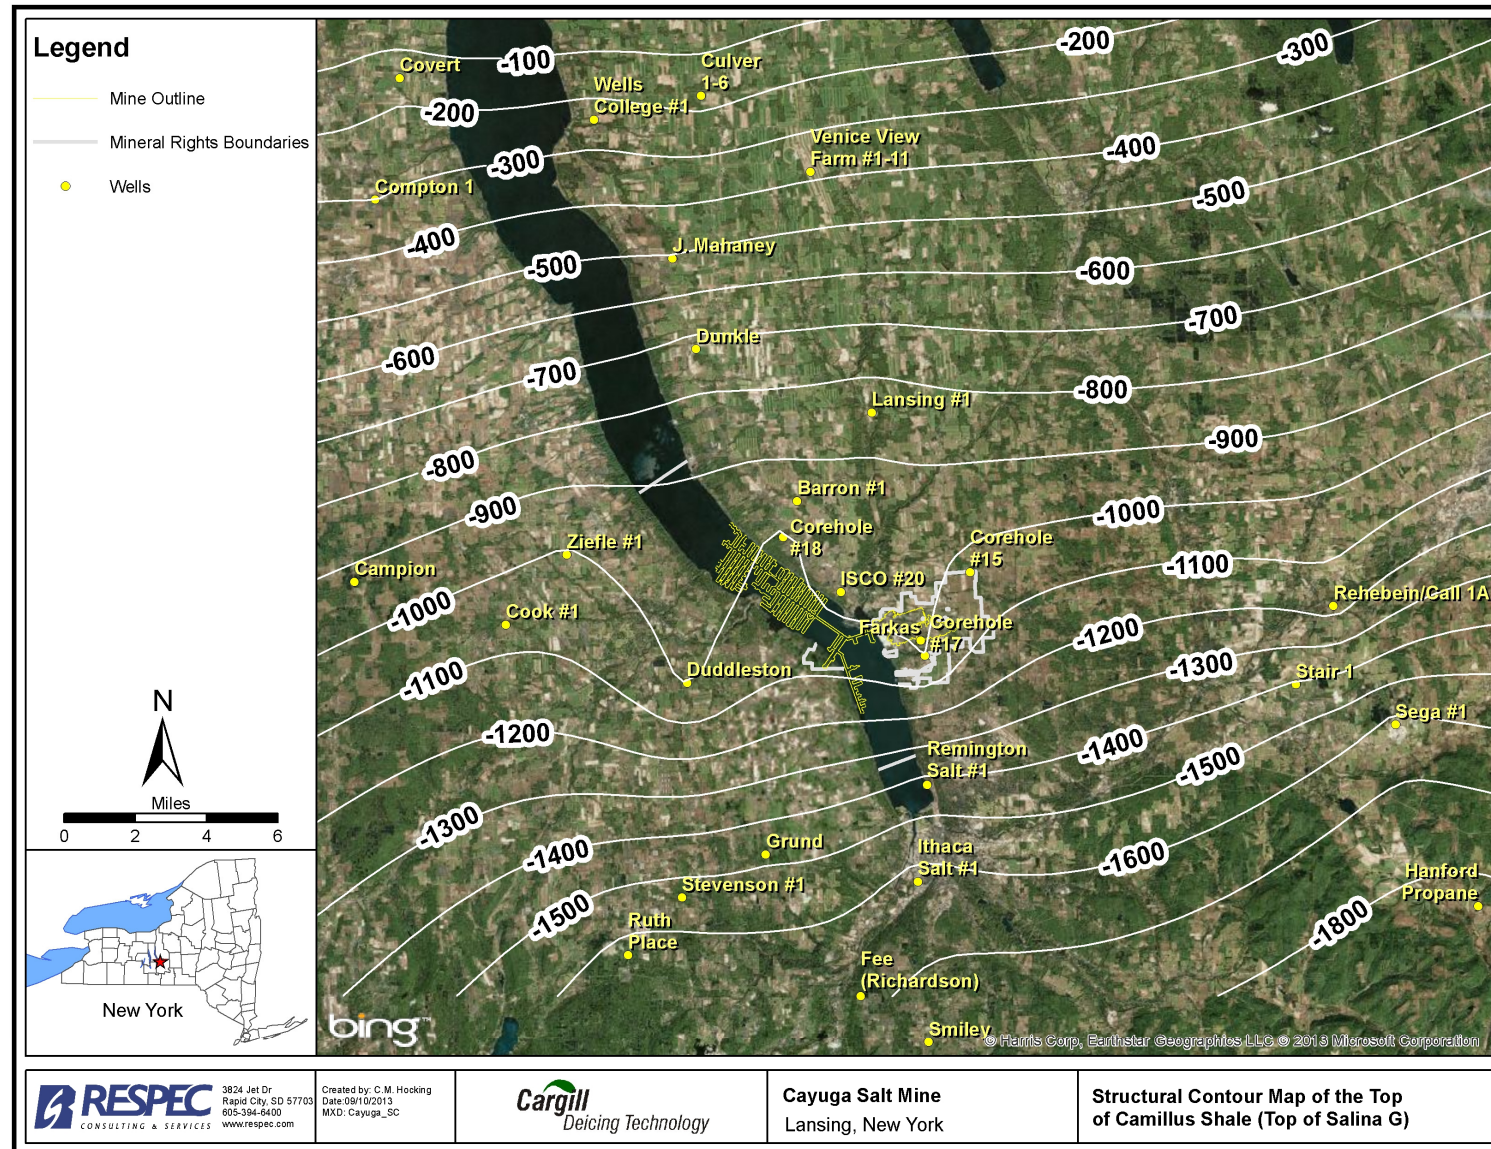 Legend
Mine Outline
Mineral Rights Boundaries
Wells
N
Miles
0 2 4 6
New York
-100
-200
-300
Covert
Culver
1-6
Wells
College #1
-200
Venice View
Farm #1-11
-400
-300
Compton 1
-500
-400
J. Mahaney
-500
-600
-700
Dunkle
-600
-700
-800
Lansing #1
-900
-800
Barron #1
-900
-1000
Corehole
#18
Corehole
#15
Ziefle #1
Campion
ISCO #20
-1100
Rehebein/Call 1A
-1000
Cook #1
Farkas
Corehole
#17
-1200
-1300
Stair 1
Duddleston
-1100
Sega #1
-1200
Remington
Salt #1
-1400
-1500
-1300
Grund
Ithaca
Salt #1
-1400
-1600
Hanford
Propane
Stevenson #1
-1500
-1800
Ruth
Place
Fee
(Richardson)
Smiley
bing™
© Harris Corp, Earthstar Geographics LLC © 2013 Microsoft Corporation
RESPEC
CONSULTING & SERVICES
3824 Jet Dr
Rapid City, SD 57703
605-394-6400
www.respec.com
Created by: C.M. Hocking
Date:09/10/2013
MXD: Cayuga_SC
Cargill
Deicing Technology
Cayuga Salt Mine
Lansing, New York
Structural Contour Map of the Top
of Camillus Shale (Top of Salina G)